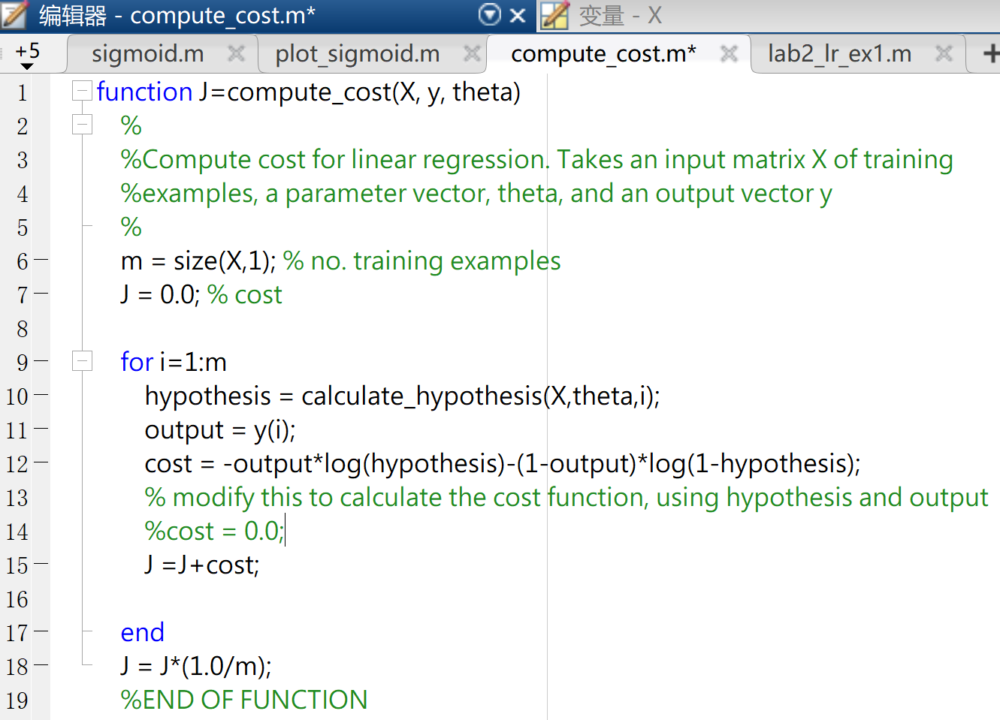 编辑器 - compute_cost.m*
变量 - X
+5
sigmoid.m
plot_sigmoid.m
compute_cost.m*
lab2_lr_ex1.m
1 function J=compute_cost(X, y, theta)
2 %
3 %Compute cost for linear regression. Takes an input matrix X of training
4 %examples, a parameter vector, theta, and an output vector y
5 %
6 m = size(X,1); % no. training examples
7 J = 0.0; % cost
8
9 for i=1:m
10 hypothesis = calculate_hypothesis(X,theta,i);
11 output = y(i);
12 cost = -output*log(hypothesis)-(1-output)*log(1-hypothesis);
13 % modify this to calculate the cost function, using hypothesis and output
14 %cost = 0.0;
15 J =J+cost;
16
17 end
18 J = J*(1.0/m);
19 %END OF FUNCTION